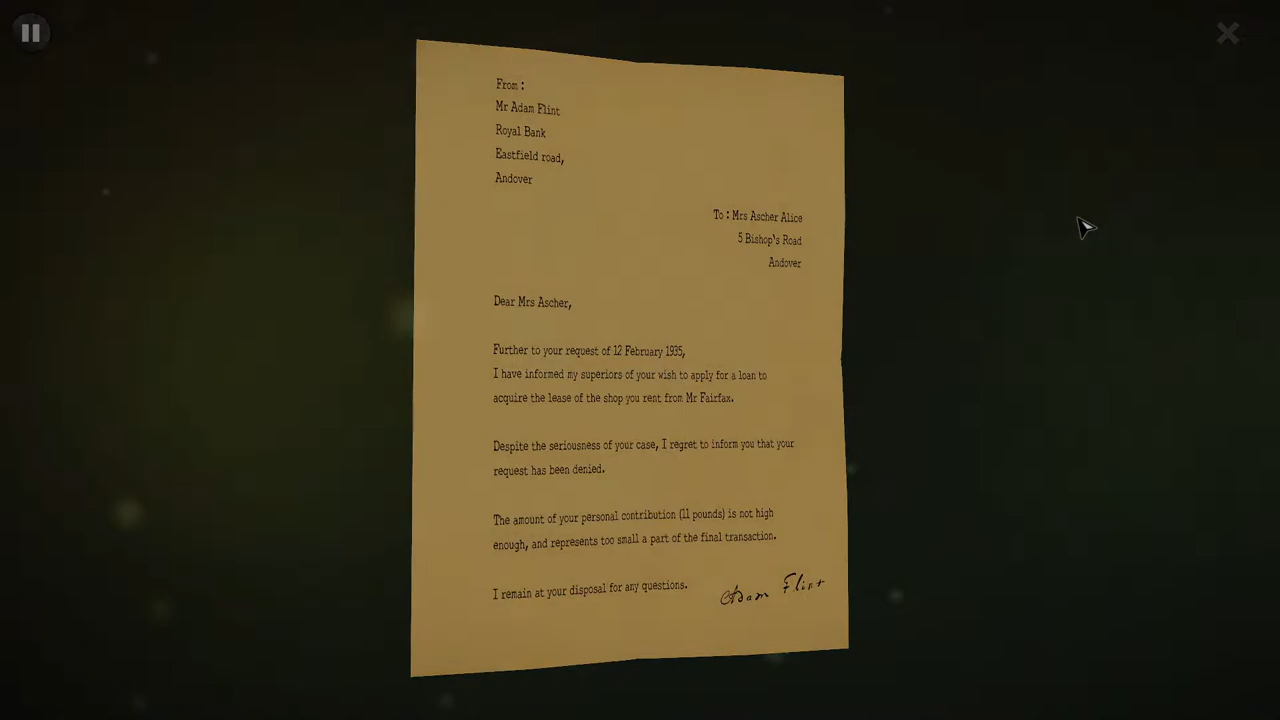 From :
Mr Adam Flint
Royal Bank
Eastfield road,
Andover
To : Mrs Ascher Alice
5 Bishop's Road
Andover
Dear Mrs Ascher,
Further to your request of 12 February 1935,
I have informed my superiors of your wish to apply for a loan to
acquire the lease of the shop you rent from Mr Fairfax.
Despite the seriousness of your case, I regret to inform you that your
request has been denied.
The amount of your personal contribution (11 pounds) is not high
enough, and represents too small a part of the final transaction.
I remain at your disposal for any questions.
Adam Flint